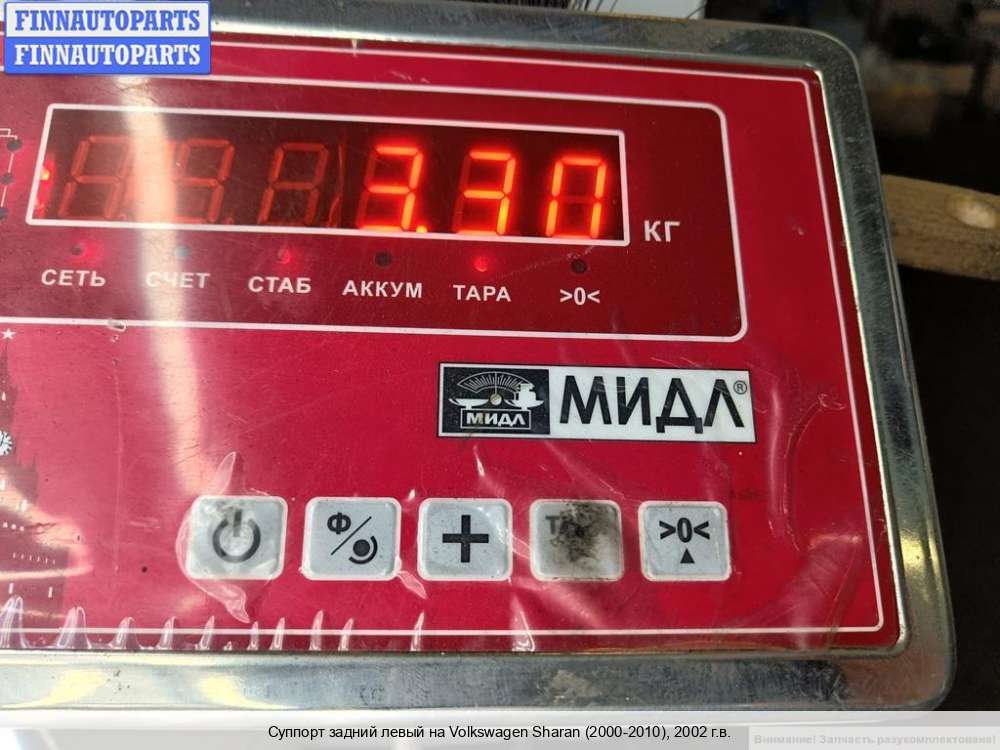 FINNAUTOPARTS
FINNAUTOPARTS
3.30
КГ
СЕТЬ СЧЕТ СТАБ АККУМ ТАРА >0<
МИДЛ МИДЛ®
Ф >0<
Суппорт задний левый на Volkswagen Sharan (2000-2010), 2002 г.в.
Внимание! Запчасть разукомплектована!